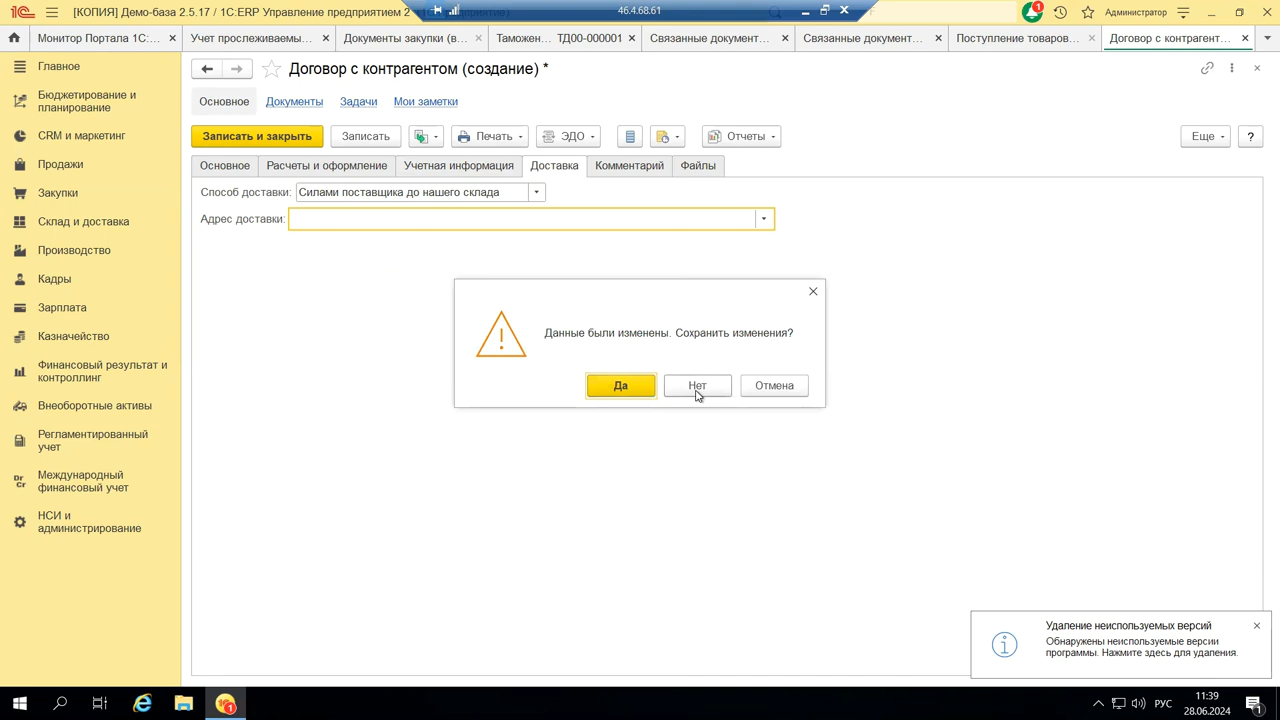 [КОПИЯ] Демо-база 2.5.17 / 1С:ERP Управление предприятием 2
46.4.68.61
Администратор
1
Монитор Портала 1С:...
Учет прослеживаемы...
Документы закупки (в...
Таможен... ТД00-000001
Связанные документ...
Связанные документ...
Поступление товаров...
Договор с контрагент...
Главное
Бюджетирование и
планирование
CRM и маркетинг
Продажи
Закупки
Склад и доставка
Производство
Кадры
Зарплата
Казначейство
Финансовый результат и
контроллинг
Внеоборотные активы
Регламентированный
учет
Международный
финансовый учет
НСИ и
администрирование
Договор с контрагентом (создание) *
Основное
Документы
Задачи
Мои заметки
Записать и закрыть
Записать
Печать
ЭДО
Отчеты
Еще
?
Основное
Расчеты и оформление
Учетная информация
Доставка
Комментарий
Файлы
Способ доставки: Силами поставщика до нашего склада
Адрес доставки:
Данные были изменены. Сохранить изменения?
Да
Нет
Отмена
Удаление неиспользуемых версий
Обнаружены неиспользуемые версии
программы. Нажмите здесь для удаления.
1
РУС
11:39
28.06.2024
1